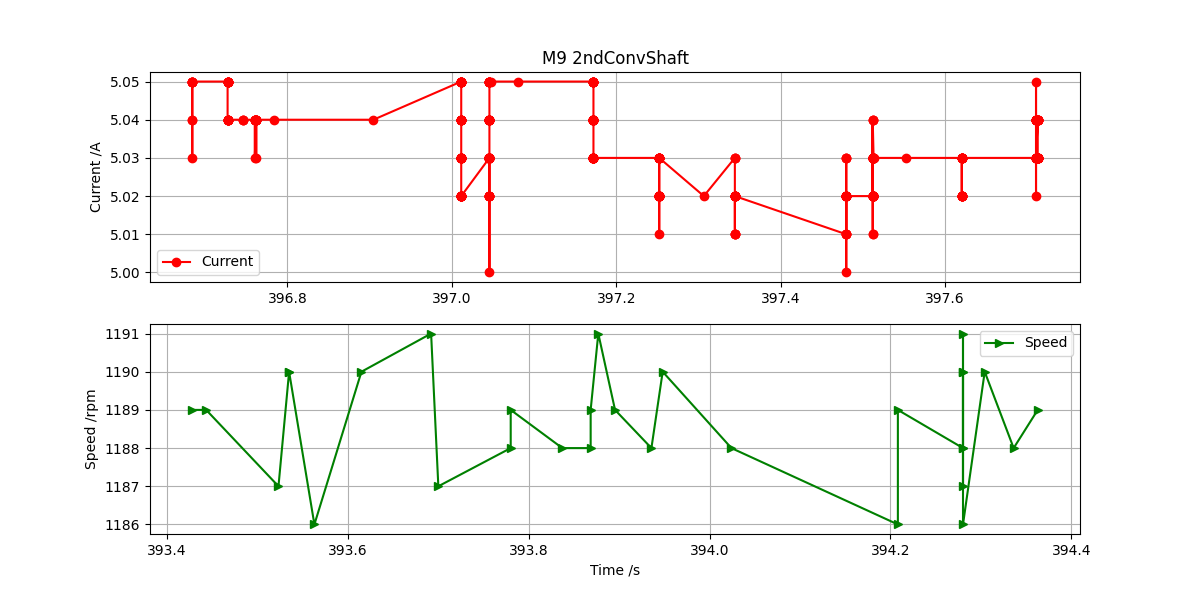 M9 2ndConvShaft
Current /A
5.05
5.04
5.03
5.02
5.01
5.00
Current
396.8 397.0 397.2 397.4 397.6
Speed /rpm
1191
1190
1189
1188
1187
1186
Speed
393.4 393.6 393.8 394.0 394.2 394.4
Time /s